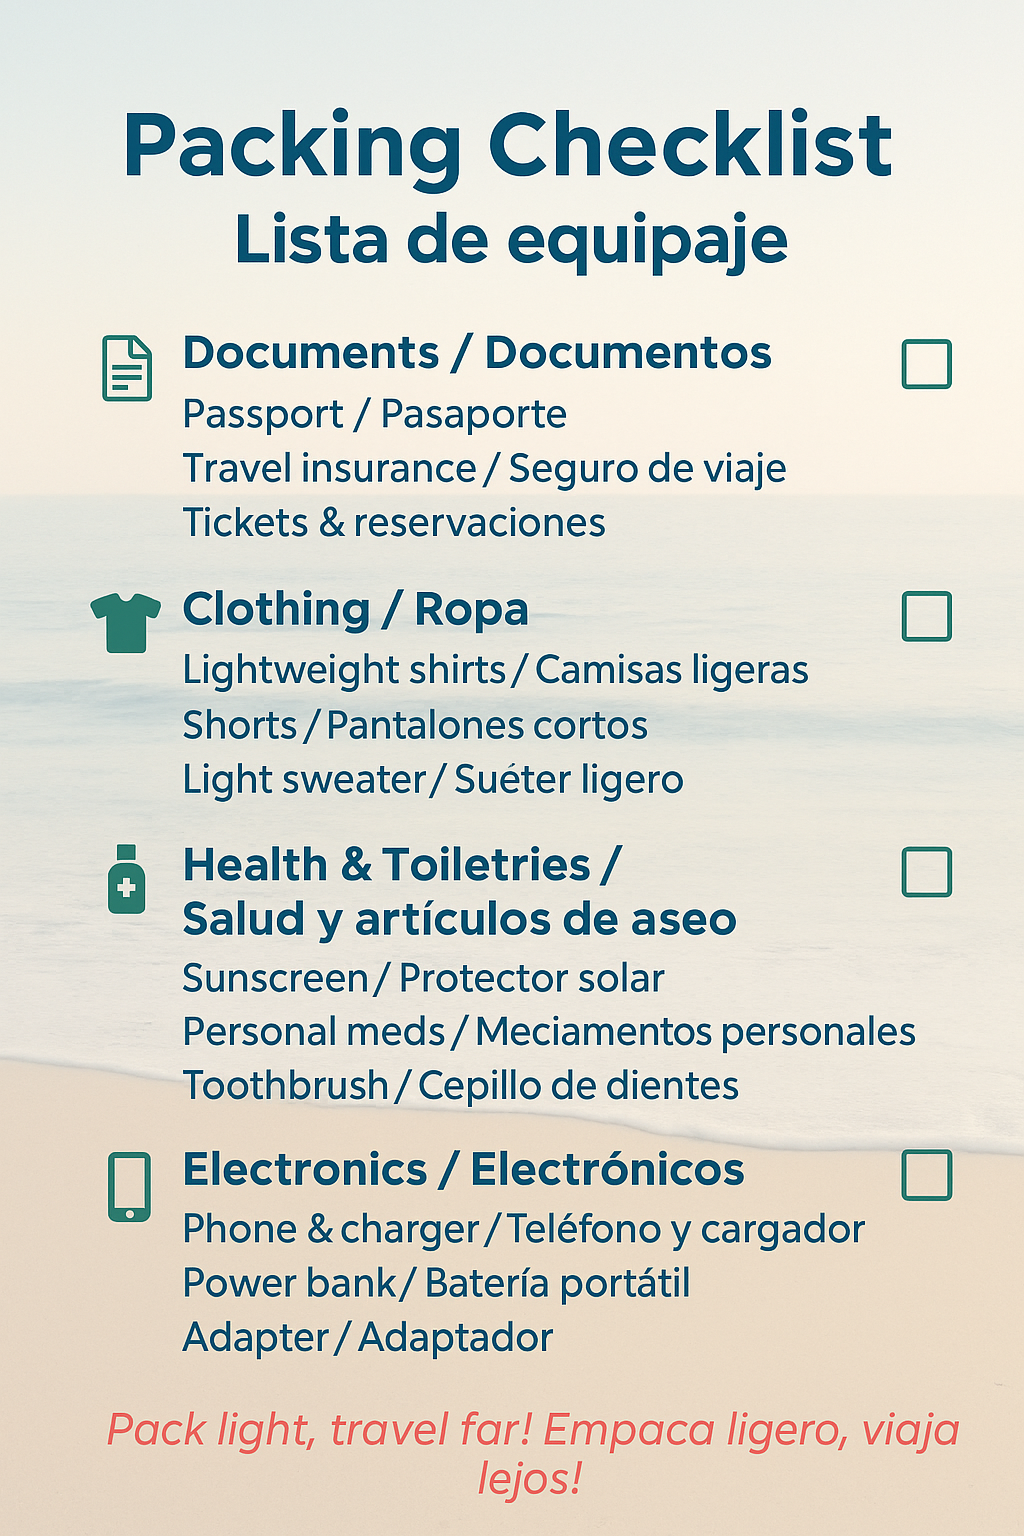 Packing Checklist
Lista de equipaje
Documents / Documentos
Passport / Pasaporte
Travel insurance / Seguro de viaje
Tickets & reservaciones
Clothing / Ropa
Lightweight shirts / Camisas ligeras
Shorts / Pantalones cortos
Light sweater / Suéter ligero
Health & Toiletries /
Salud y artículos de aseo
Sunscreen / Protector solar
Personal meds / Meciamentos personales
Toothbrush / Cepillo de dientes
Electronics / Electrónicos
Phone & charger / Teléfono y cargador
Power bank / Batería portátil
Adapter / Adaptador
Pack light, travel far! Empaca ligero, viaja
lejos!